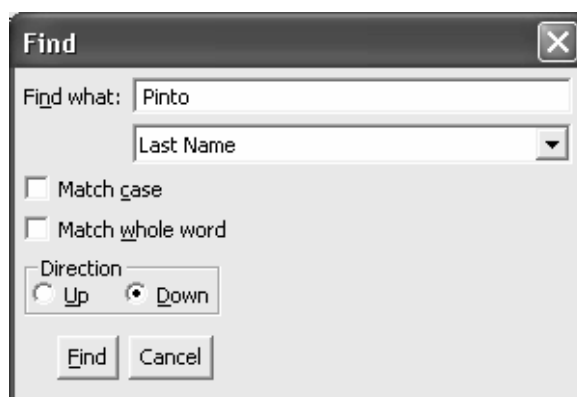 Find
Find what: Pinto
Last Name
Match case
Match whole word
Direction
Up Down
Find Cancel